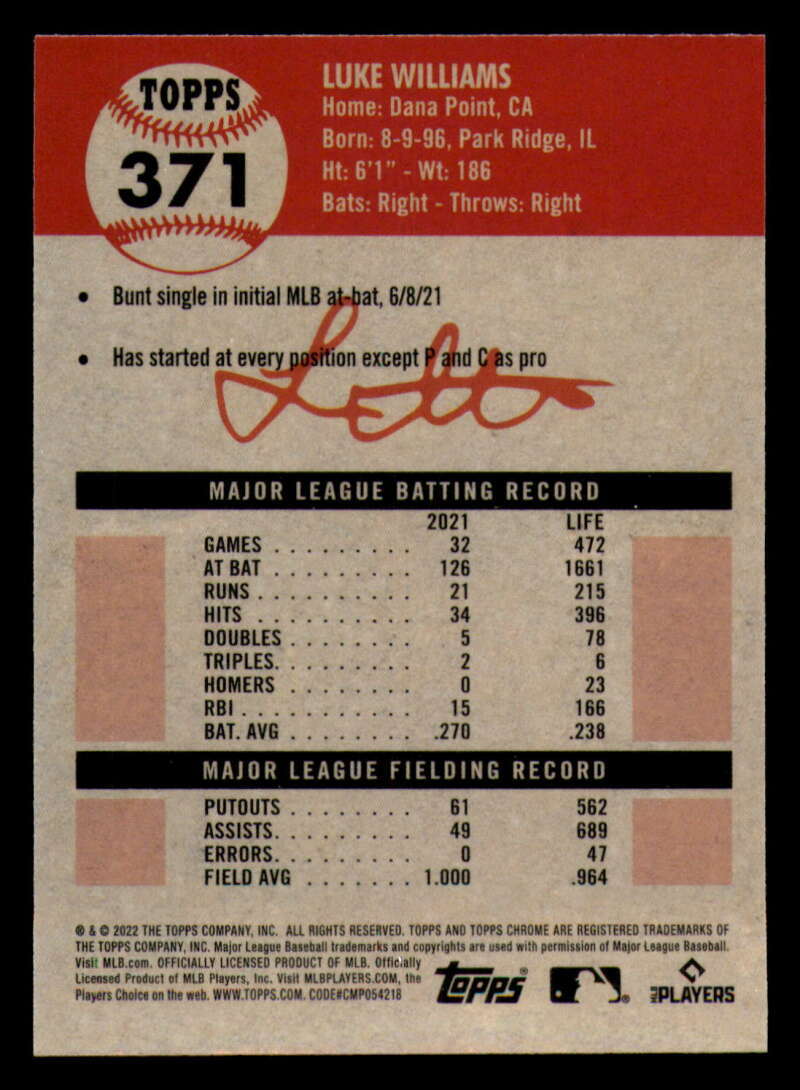 TOPPS
371
LUKE WILLIAMS
Home: Dana Point, CA
Born: 8-9-96, Park Ridge, IL
Ht: 6'1" - Wt: 186
Bats: Right - Throws: Right
• Bunt single in initial MLB at-bat, 6/8/21
• Has started at every position except P and C as pro
MAJOR LEAGUE BATTING RECORD
2021 LIFE
GAMES . . . . . . . . . 32 472
AT BAT . . . . . . . . . 126 1661
RUNS . . . . . . . . . . 21 215
HITS . . . . . . . . . . 34 396
DOUBLES . . . . . . . . 5 78
TRIPLES. . . . . . . . . 2 6
HOMERS . . . . . . . . 0 23
RBI . . . . . . . . . . . 15 166
BAT. AVG . . . . . . . . .270 .238
MAJOR LEAGUE FIELDING RECORD
PUTOUTS . . . . . . . . 61 562
ASSISTS. . . . . . . . . 49 689
ERRORS. . . . . . . . . 0 47
FIELD AVG . . . . . . . 1.000 .964
® & © 2022 THE TOPPS COMPANY, INC. ALL RIGHTS RESERVED. TOPPS AND TOPPS CHROME ARE REGISTERED TRADEMARKS OF
THE TOPPS COMPANY, INC. Major League Baseball trademarks and copyrights are used with permission of Major League Baseball.
Visit MLB.com. OFFICIALLY LICENSED PRODUCT OF MLB. Officially
Licensed Product of MLB Players, Inc. Visit MLBPLAYERS.COM, the
Players Choice on the web. WWW.TOPPS.COM. CODE#CMP054218
topps® ® MLB PLAYERS